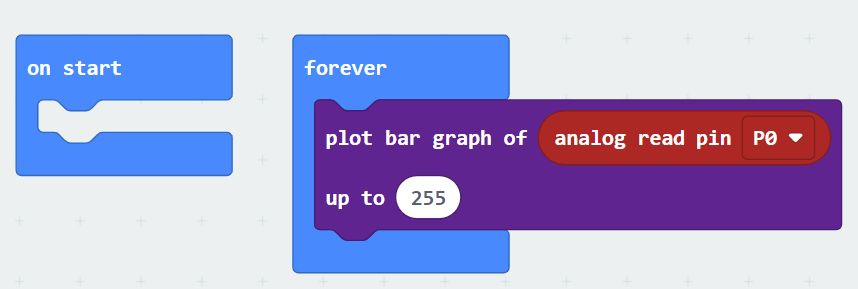 on start
forever
plot bar graph of analog read pin P0
up to 255